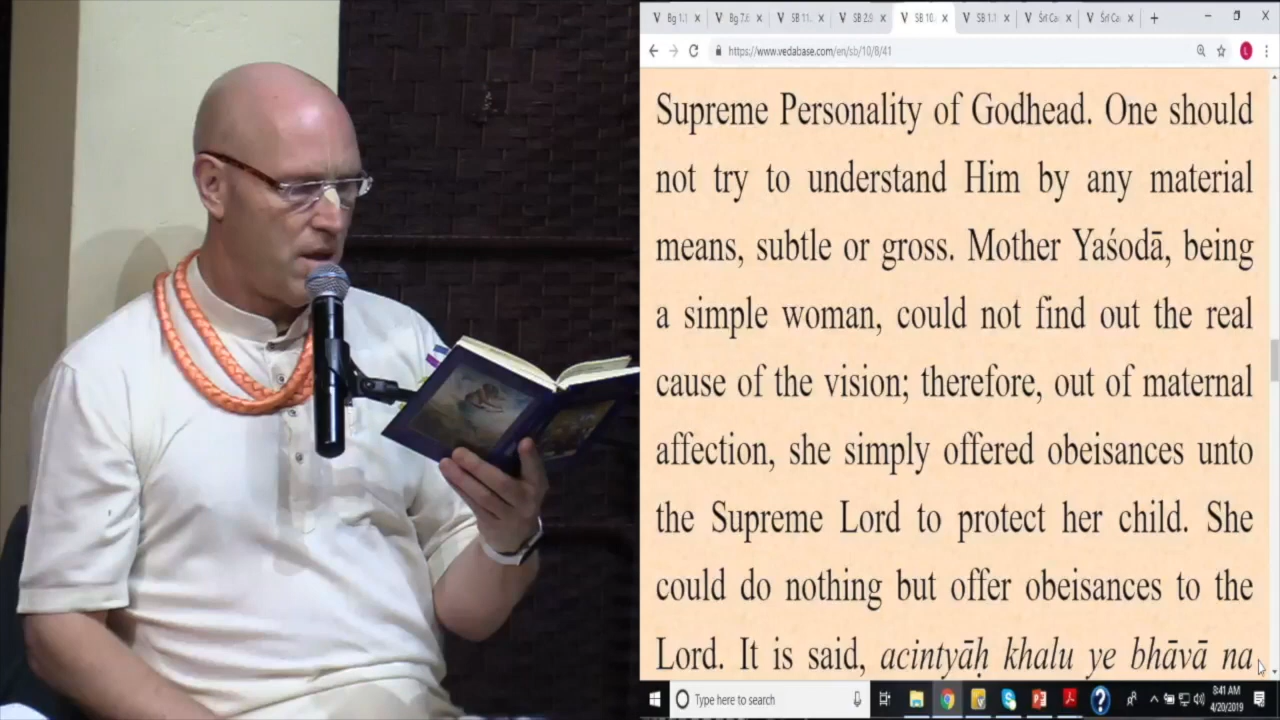 Bg 1.1
Bg 7.6
SB 11.
SB 2.9
SB 10.
SB 1.1
Śrī Ca
Śrī Ca
https://www.vedabase.com/en/sb/10/8/41
Supreme Personality of Godhead. One should
not try to understand Him by any material
means, subtle or gross. Mother Yaśodā, being
a simple woman, could not find out the real
cause of the vision; therefore, out of maternal
affection, she simply offered obeisances unto
the Supreme Lord to protect her child. She
could do nothing but offer obeisances to the
Lord. It is said, acintyāḥ khalu ye bhāvā na
Type here to search
8:41 AM
4/20/2019